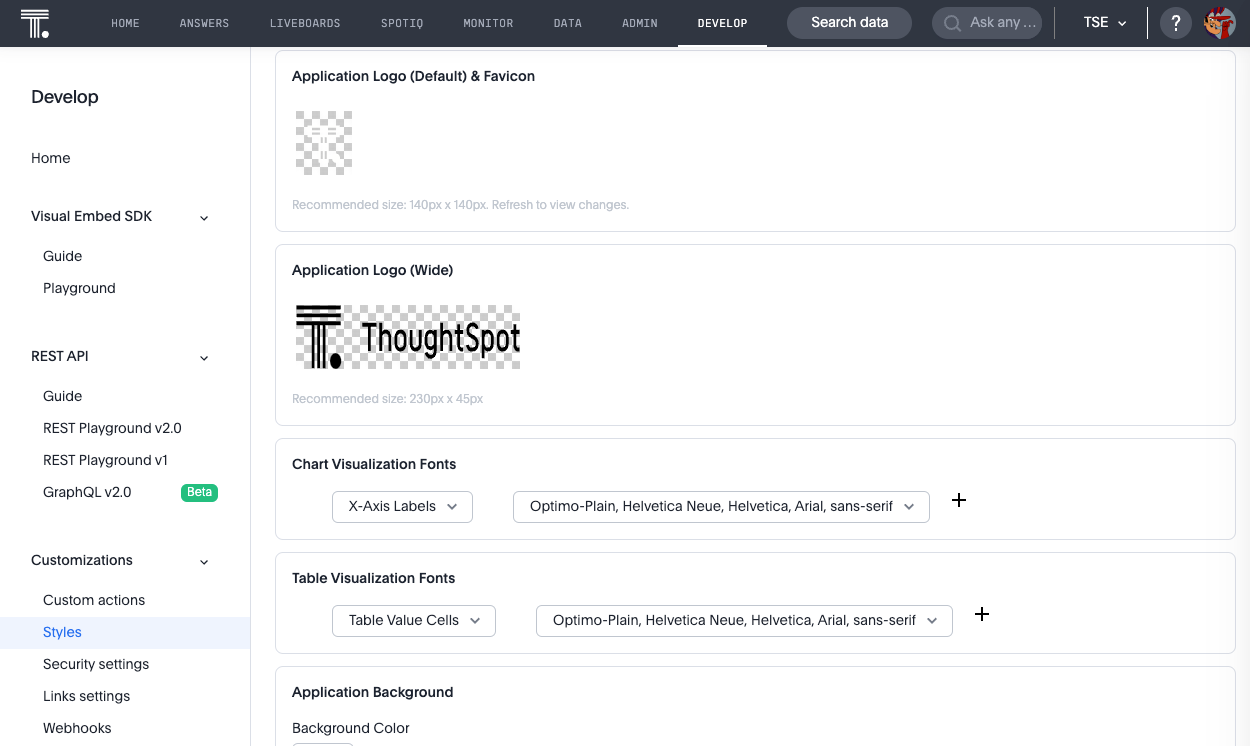 HOME ANSWERS LIVEBOARDS SPOTIQ MONITOR DATA ADMIN DEVELOP Search data Ask any ... TSE ?
Develop
Home
Visual Embed SDK
Guide
Playground
REST API
Guide
REST Playground v2.0
REST Playground v1
GraphQL v2.0 Beta
Customizations
Custom actions
Styles
Security settings
Links settings
Webhooks
Application Logo (Default) & Favicon
Recommended size: 140px x 140px. Refresh to view changes.
Application Logo (Wide)
ThoughtSpot
Recommended size: 230px x 45px
Chart Visualization Fonts
X-Axis Labels Optimo-Plain, Helvetica Neue, Helvetica, Arial, sans-serif +
Table Visualization Fonts
Table Value Cells Optimo-Plain, Helvetica Neue, Helvetica, Arial, sans-serif +
Application Background
Background Color